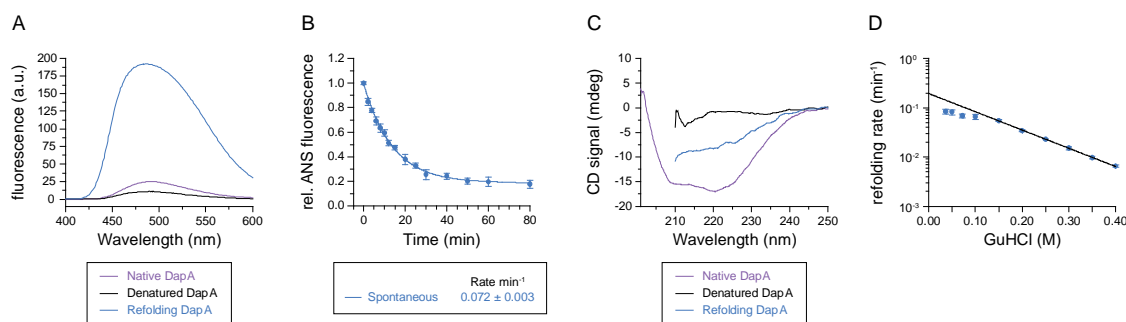 A
fluorescence (a.u.)
200
175
150
125
100
75
50
25
0
400 450 500 550 600
Wavelength (nm)
Native DapA
Denatured DapA
Refolding DapA
B
rel. ANS fluorescence
1.2
1.0
0.8
0.6
0.4
0.2
0.0
0 20 40 60 80
Time (min)
Rate min⁻¹
Spontaneous 0.072 ± 0.003
C
CD signal (mdeg)
5
0
-5
-10
-15
-20
210 220 230 240 250
Wavelength (nm)
Native DapA
Denatured DapA
Refolding DapA
D
refolding rate (min⁻¹)
10⁰
10⁻¹
10⁻²
10⁻³
0.00 0.10 0.20 0.30 0.40
GuHCl (M)